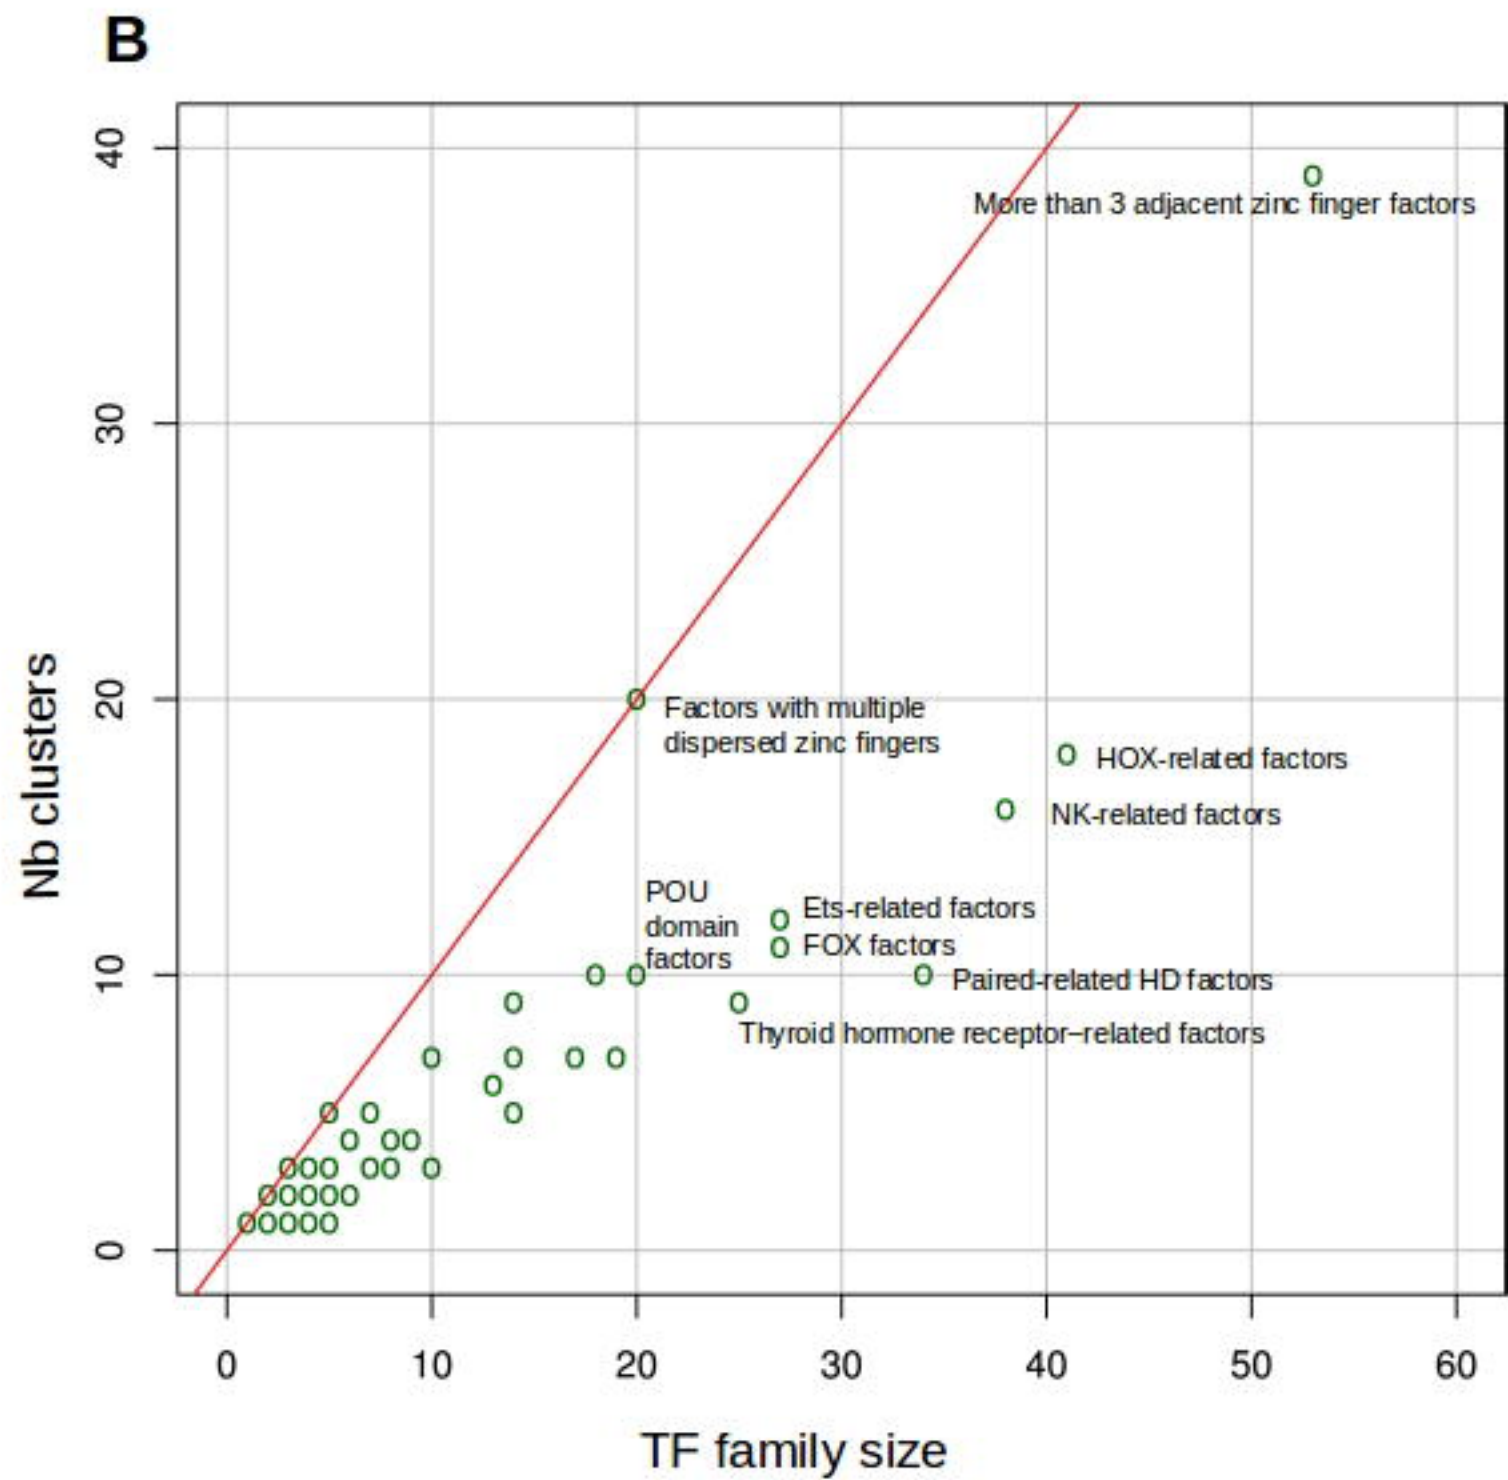 B
40
More than 3 adjacent zinc finger factors
30
20
Factors with multiple
dispersed zinc fingers
HOX-related factors
NK-related factors
POU
domain
factors
Ets-related factors
FOX factors
10
Paired-related HD factors
Thyroid hormone receptor–related factors
0
Nb clusters
0 10 20 30 40 50 60
TF family size